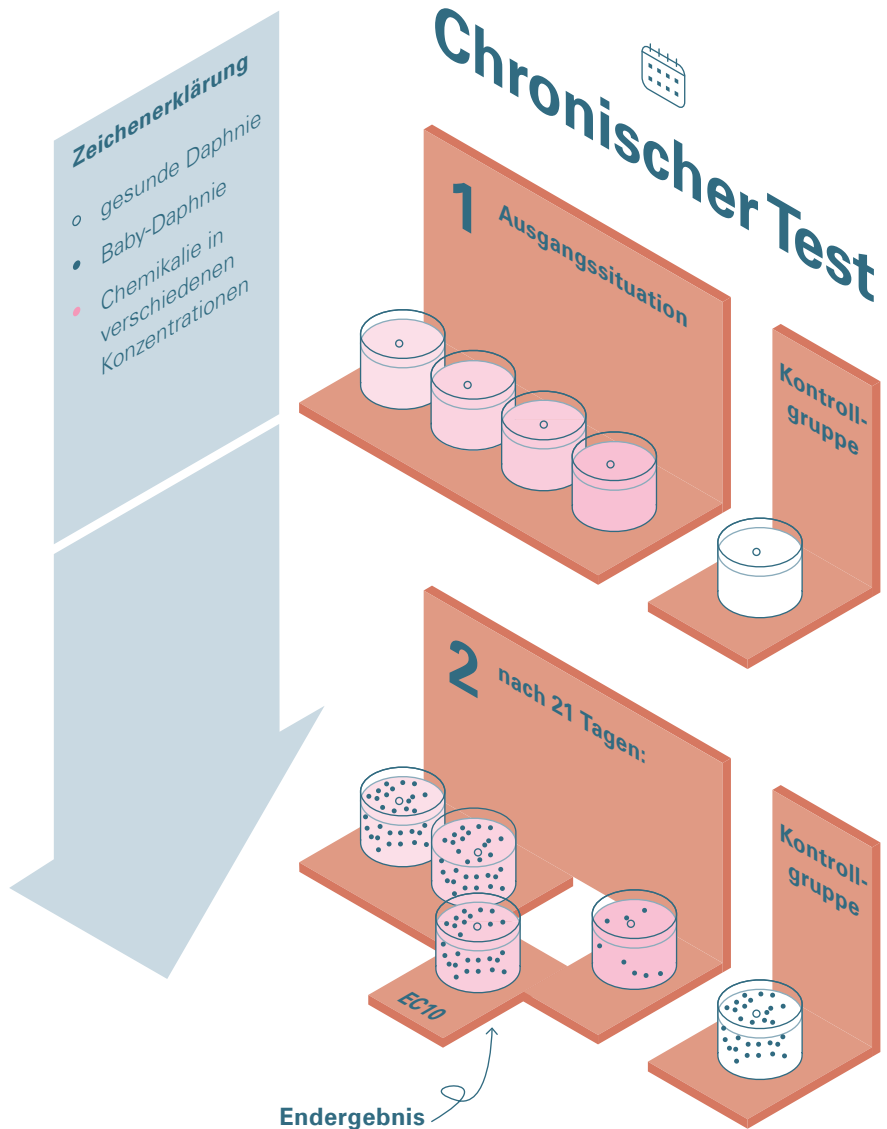 Chronischer Test
Zeichenerklärung
gesunde Daphnie
Baby-Daphnie
Chemikalie in
verschiedenen
Konzentrationen
1 Ausgangssituation
Kontroll-
gruppe
2 nach 21 Tagen:
Kontroll-
gruppe
EC10
Endergebnis